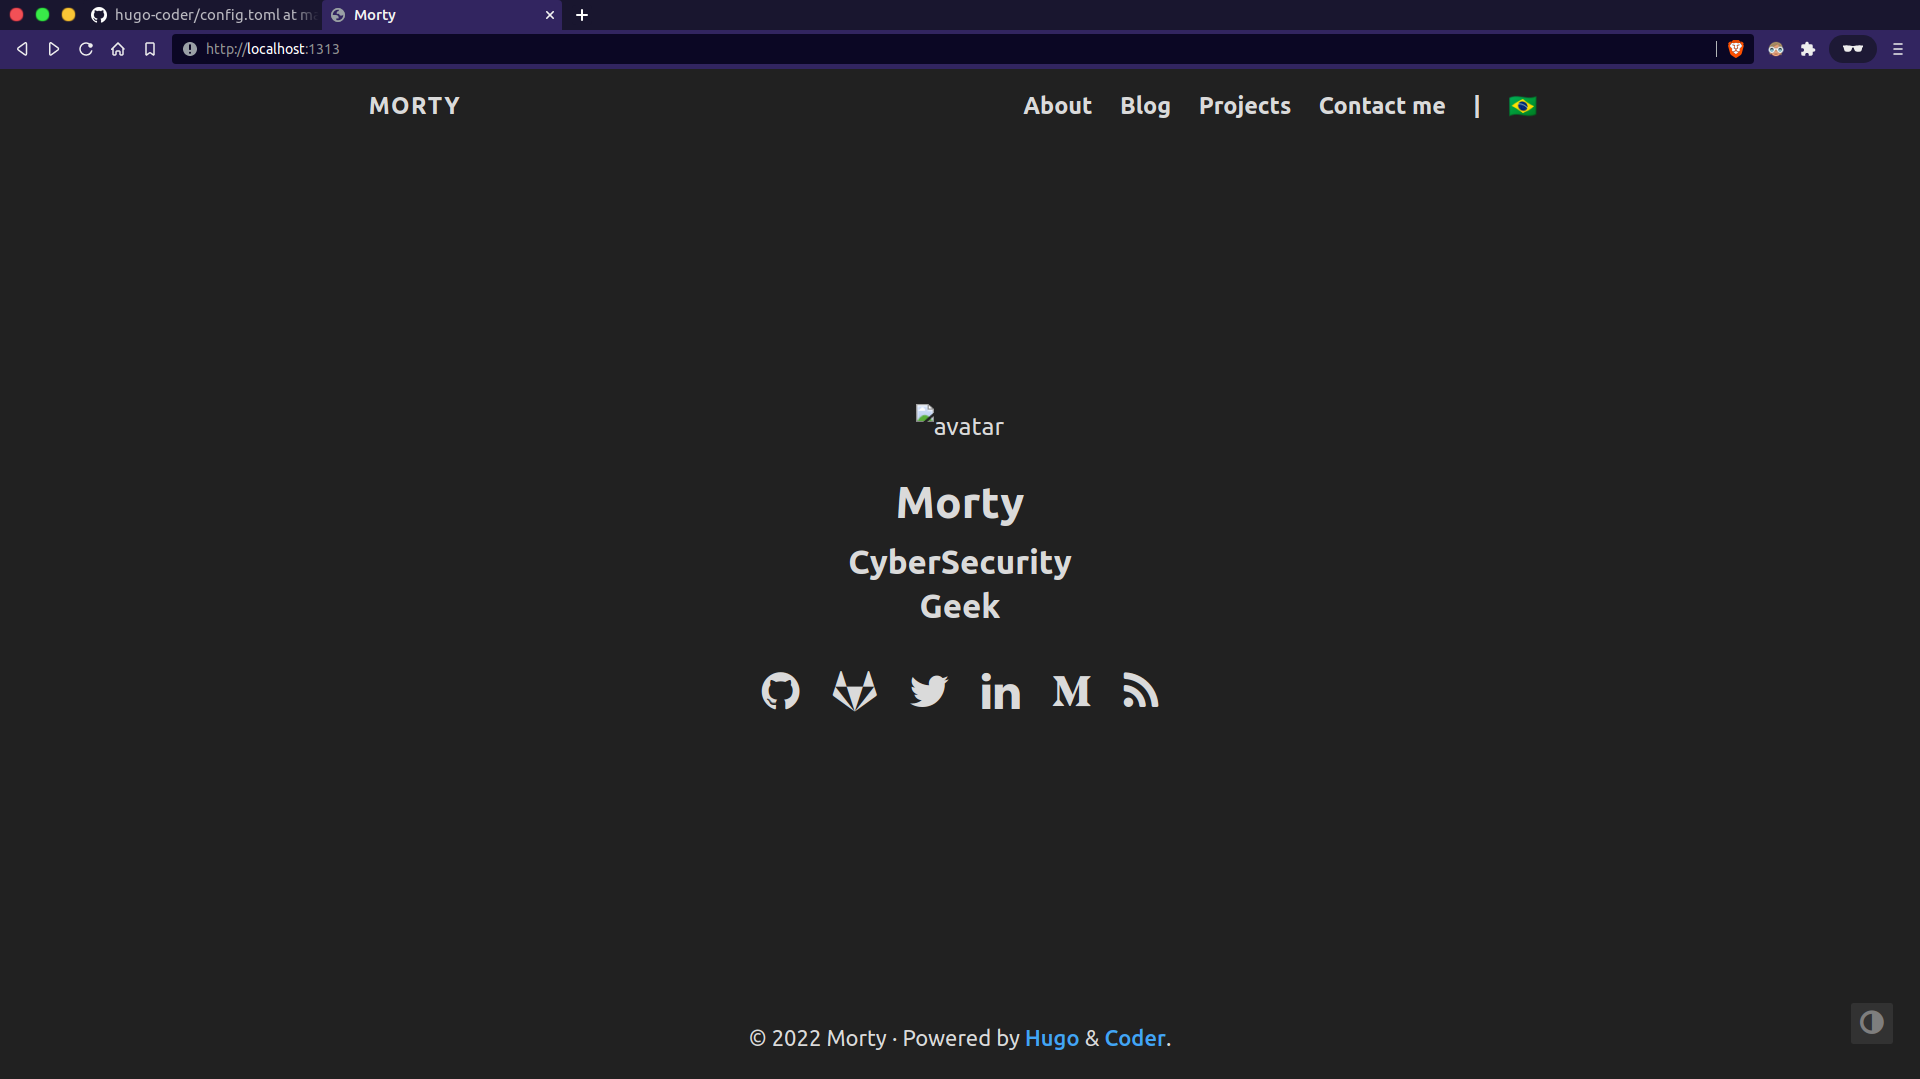 hugo-coder/config.toml at ma
Morty
http://localhost:1313
MORTY
About Blog Projects Contact me |
avatar
Morty
CyberSecurity
Geek
© 2022 Morty · Powered by Hugo & Coder.